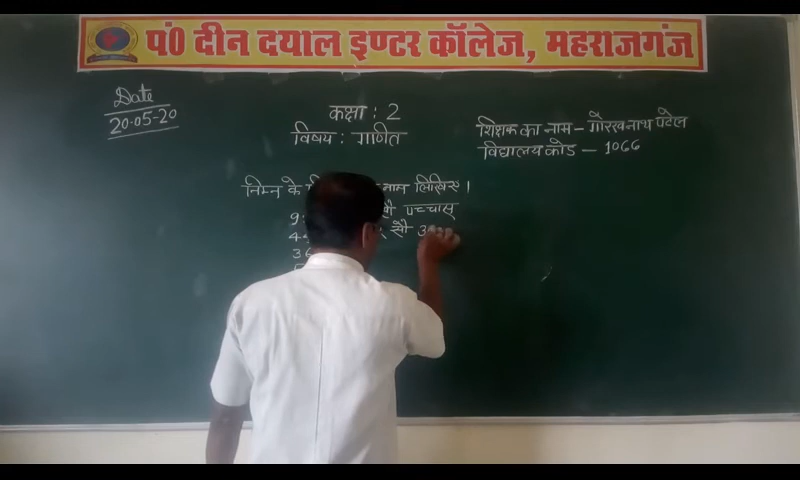 पं0 दीन दयाल इण्टर कॉलेज, महराजगंज
Date
20-05-20
कक्षा : 2
विषय : गणित
शिक्षक का नाम - गोरखनाथ पटेल
विद्यालय कोड - 1066
निम्न के लिखिए ।
पच्चास
सौ